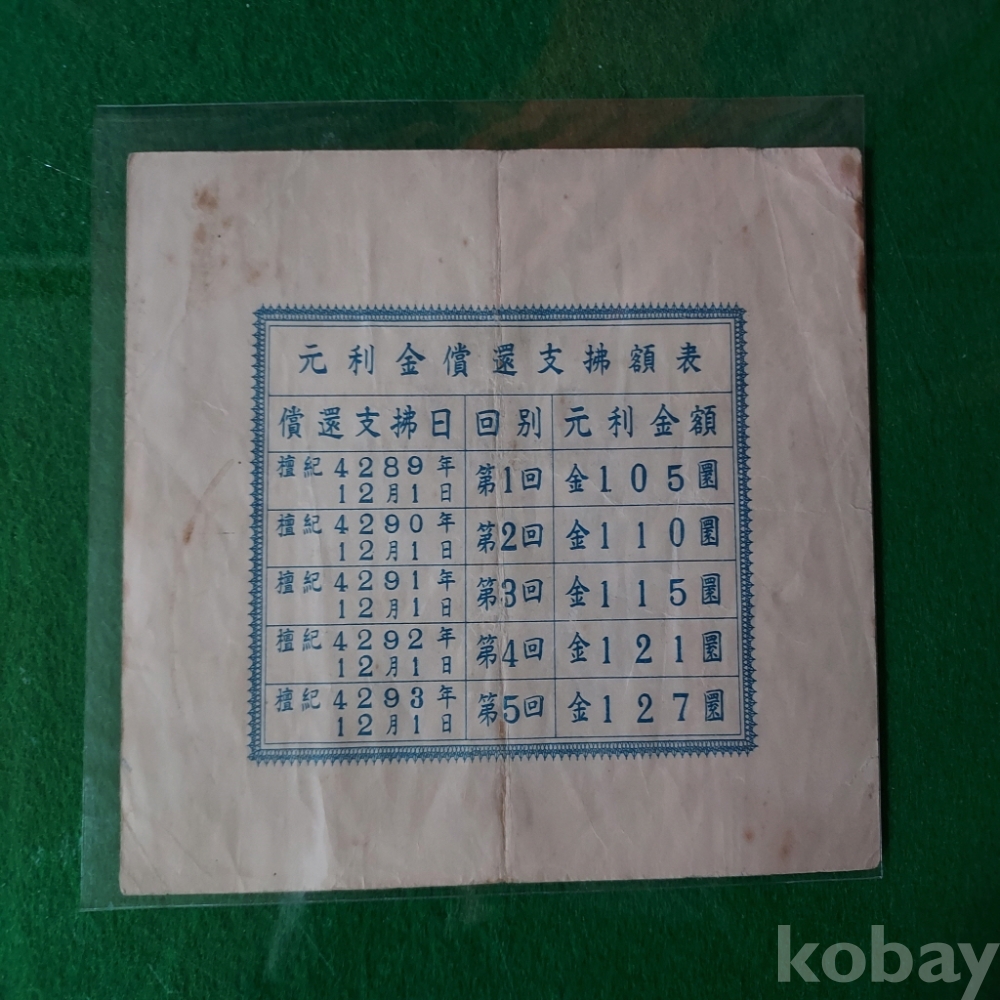 元利金償還支拂額表
償還支拂日 回別 元利金額
檀紀4289年
12月1日 第1回 金105圜
檀紀4290年
12月1日 第2回 金110圜
檀紀4291年
12月1日 第3回 金115圜
檀紀4292年
12月1日 第4回 金121圜
檀紀4293年
12月1日 第5回 金127圜
kobay